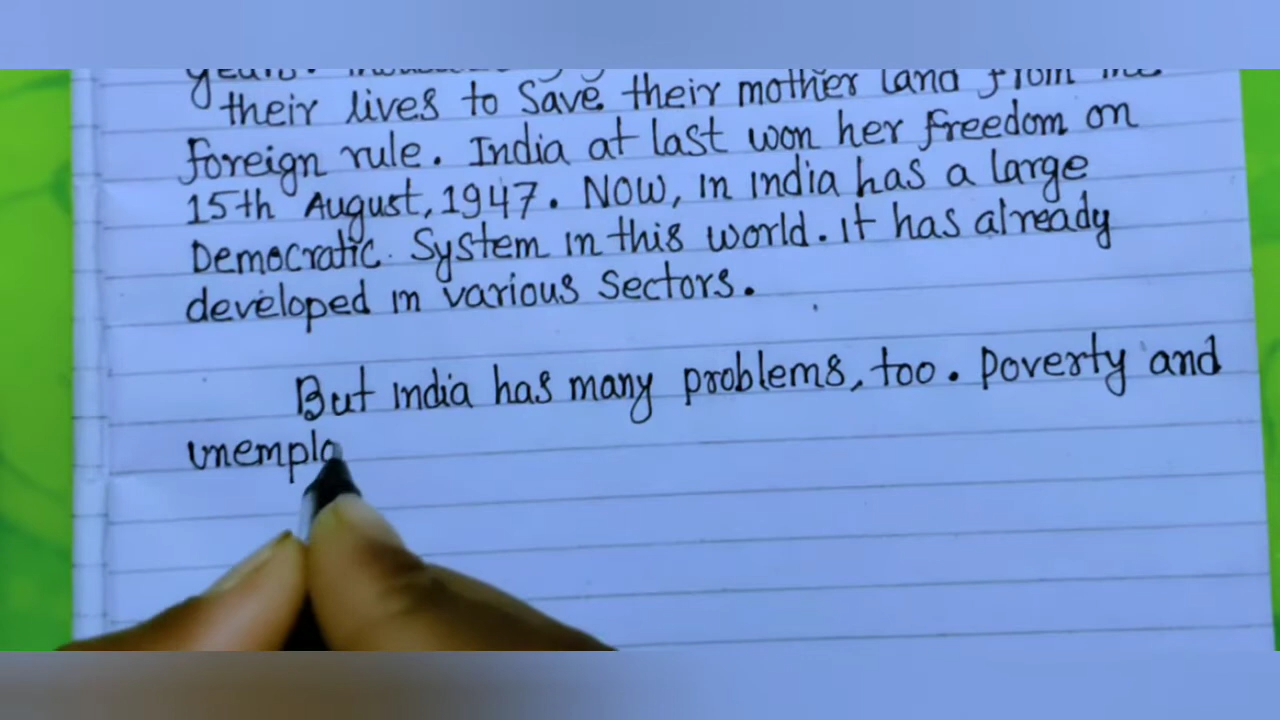 their lives to save their mother land from
foreign rule. India at last won her freedom on
15th August, 1947. NOW, in india has a large
Democratic System in this world. it has already
developed in various sectors.
But india has many problems, too. poverty and
unemplo